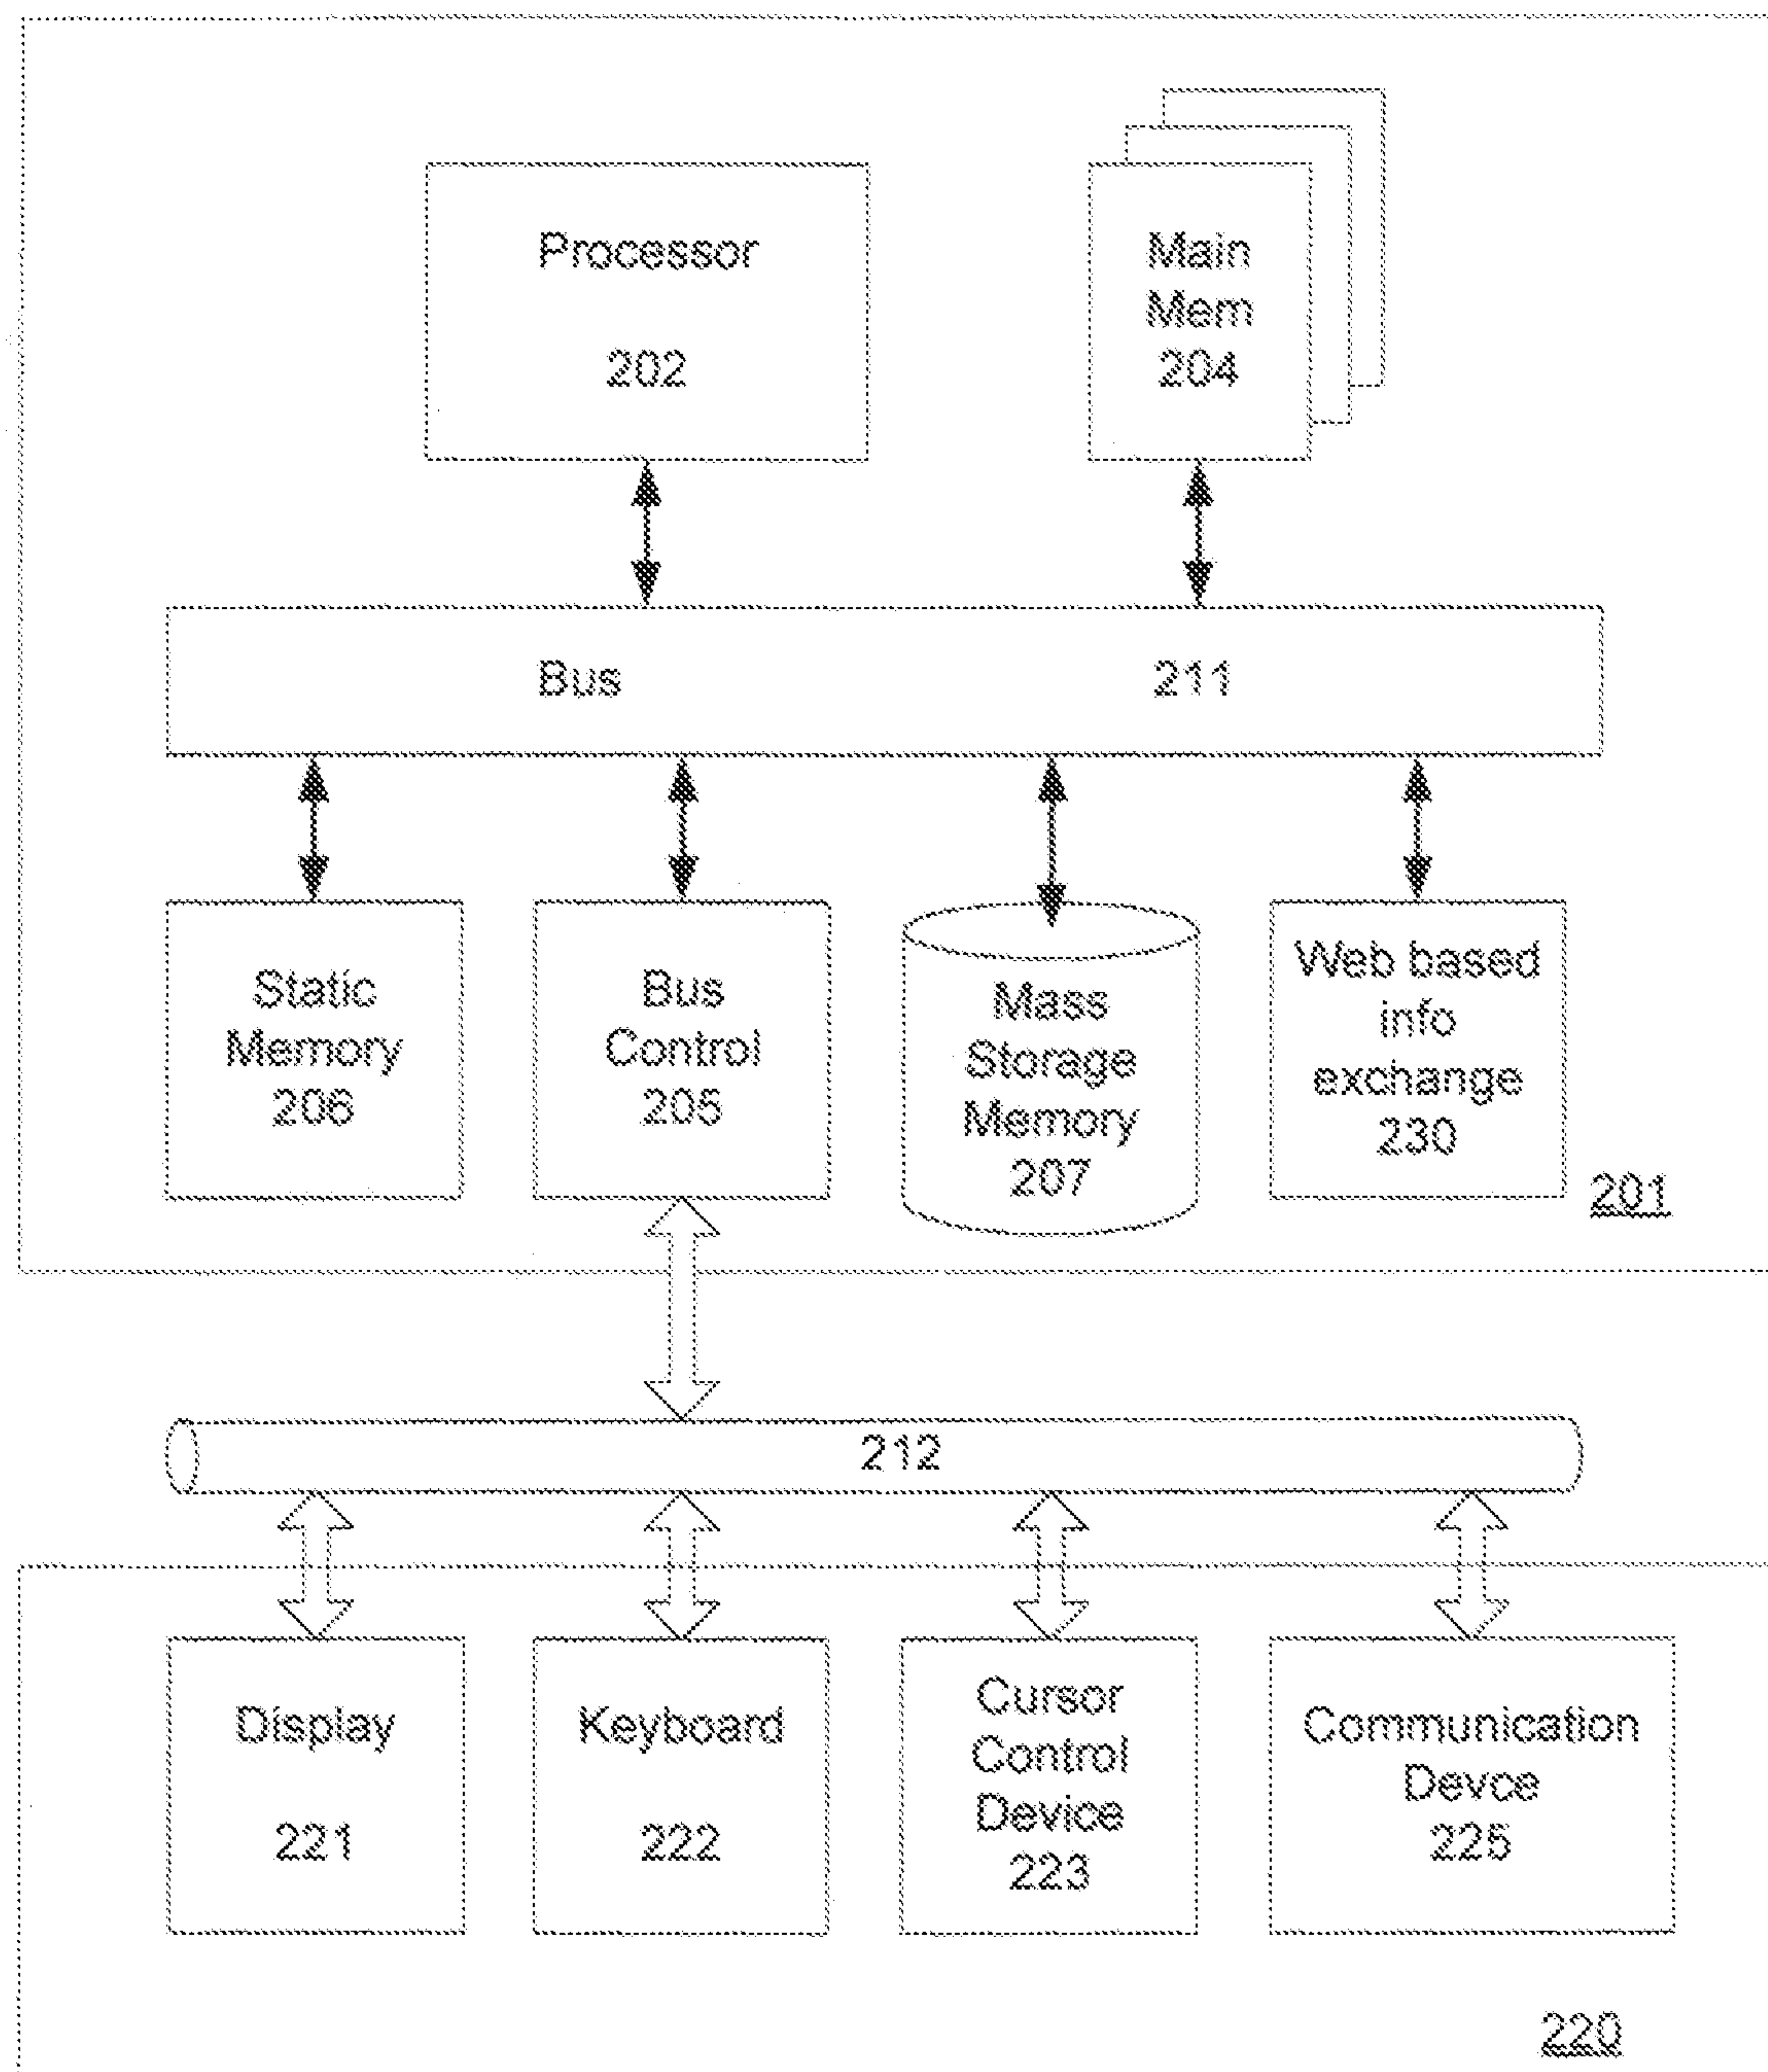 Processor
202
Main
Mem
204
Bus 211
Static
Memory
206
Bus
Control
205
Mass
Storage
Memory
207
Web based
info
exchange
230
201
212
Display
221
Keyboard
222
Cursor
Control
Device
223
Communication
Devce
225
220